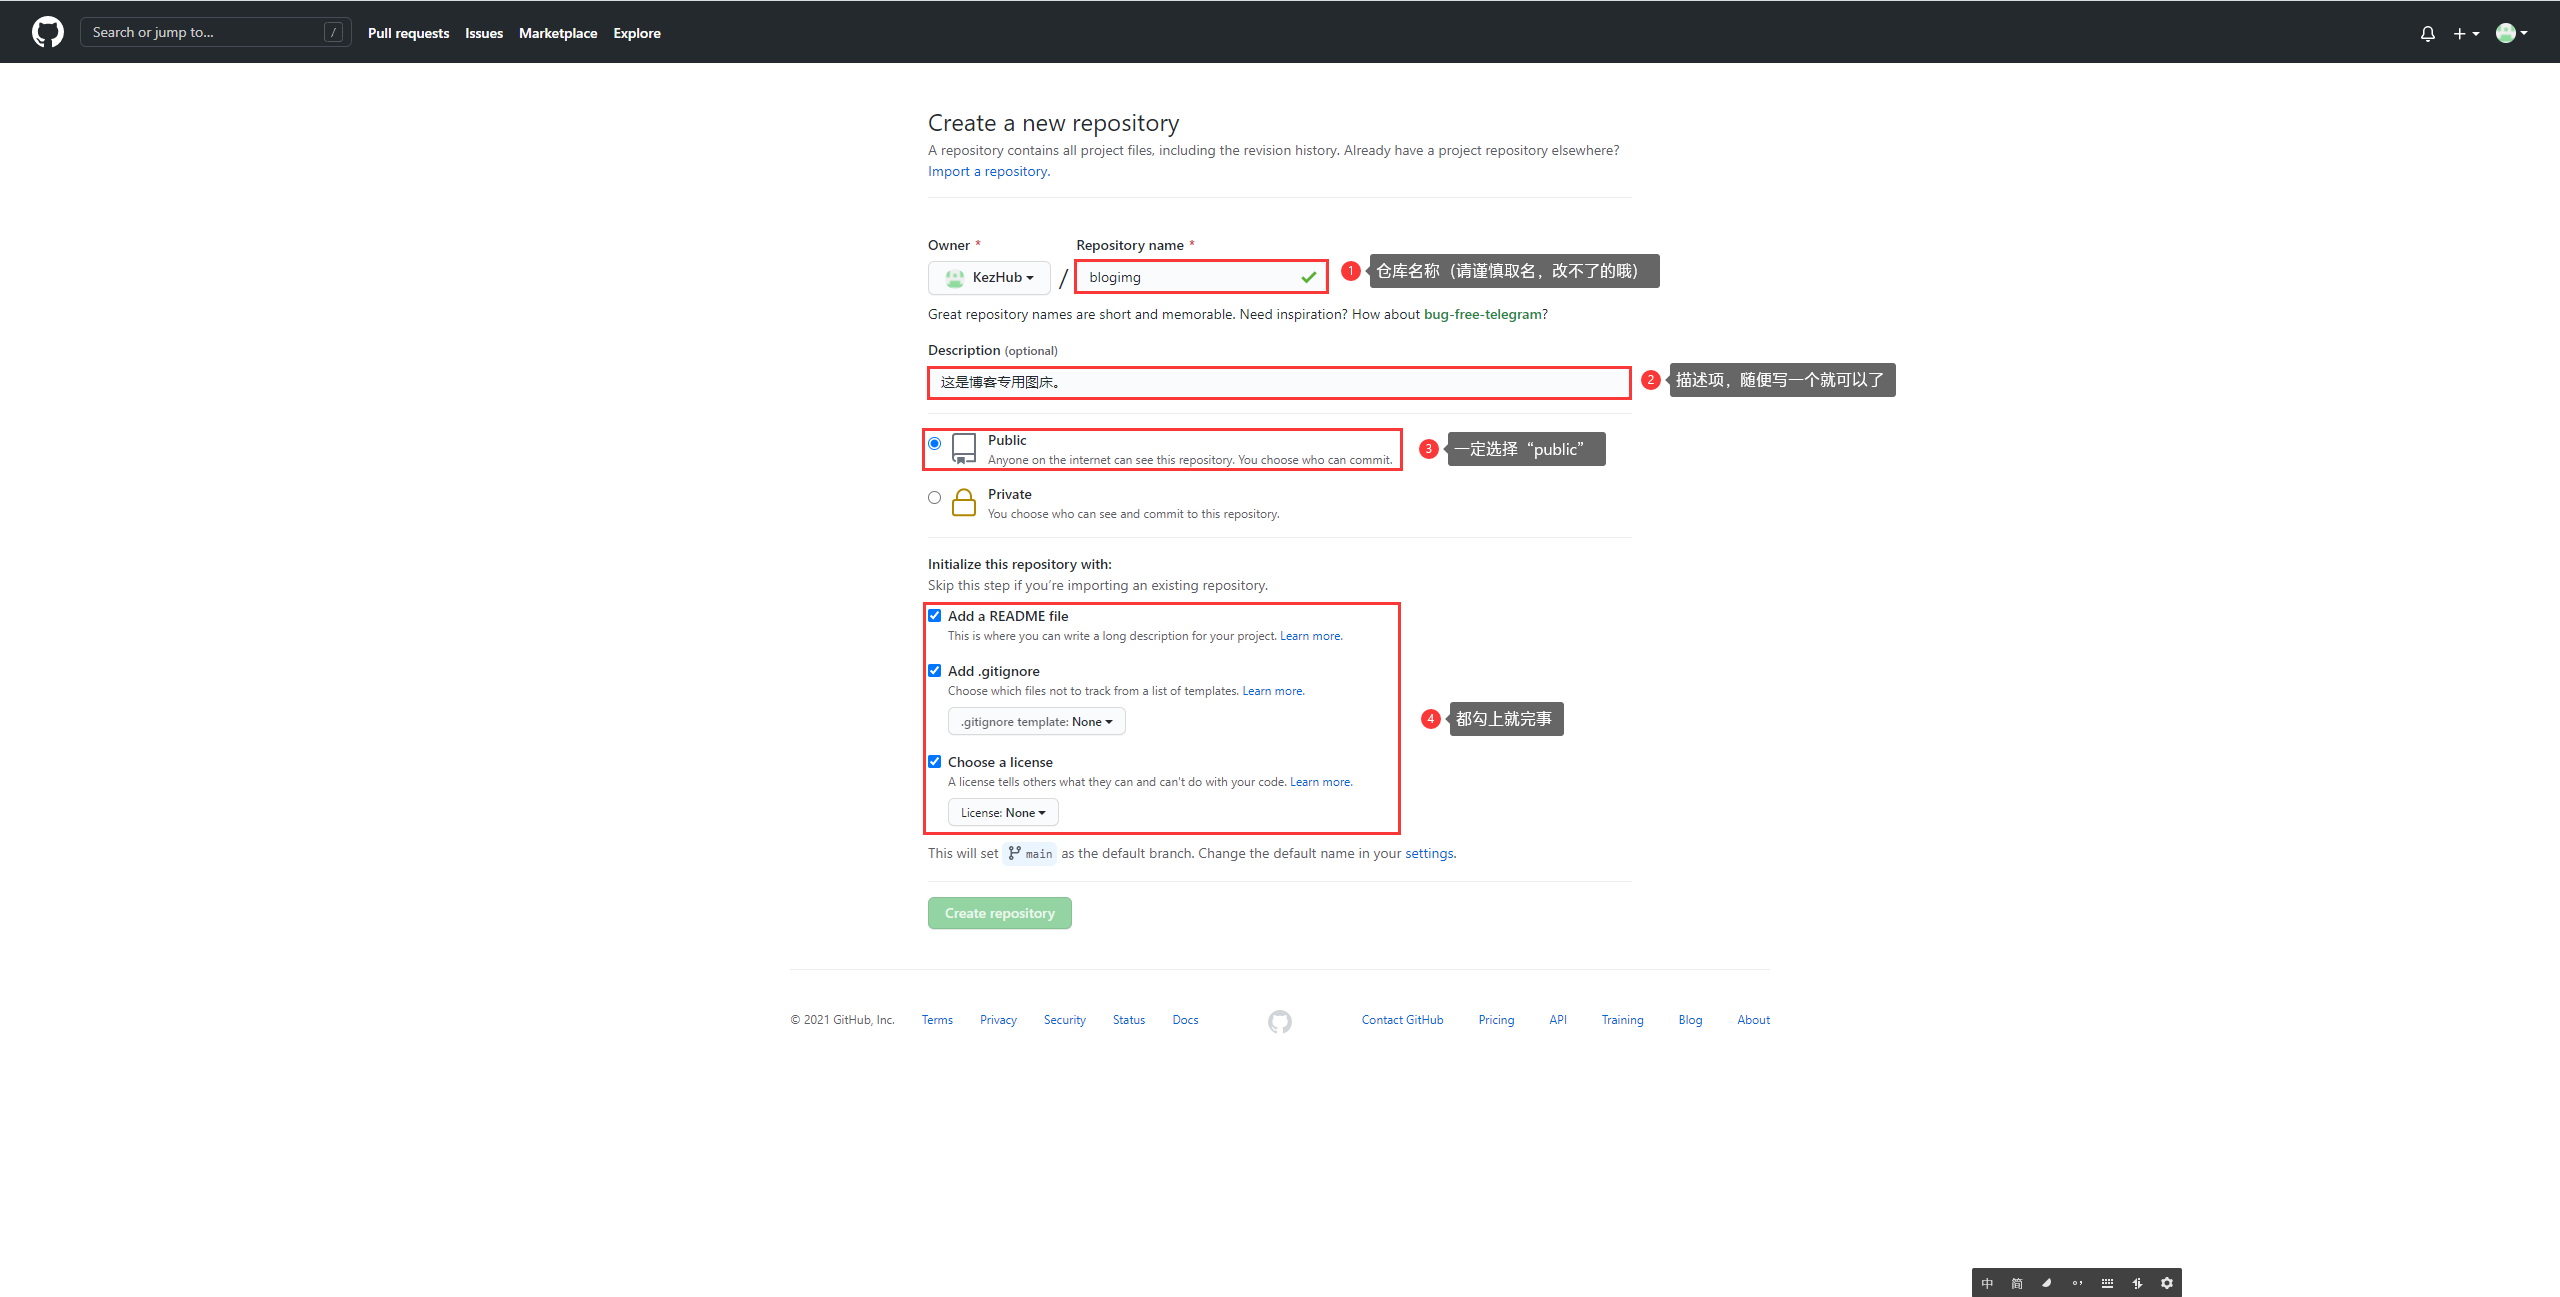 Search or jump to...
/
Pull requests
Issues
Marketplace
Explore
Create a new repository
A repository contains all project files, including the revision history. Already have a project repository elsewhere?
Import a repository.
Owner *
Repository name *
KezHub
/
blogimg
1
仓库名称（请谨慎取名，改不了的哦）
Great repository names are short and memorable. Need inspiration? How about bug-free-telegram?
Description (optional)
这是博客专用图床。
2
描述项，随便写一个就可以了
Public
Anyone on the internet can see this repository. You choose who can commit.
3
一定选择“public”
Private
You choose who can see and commit to this repository.
Initialize this repository with:
Skip this step if you’re importing an existing repository.
Add a README file
This is where you can write a long description for your project. Learn more.
Add .gitignore
Choose which files not to track from a list of templates. Learn more.
.gitignore template: None
4
都勾上就完事
Choose a license
A license tells others what they can and can't do with your code. Learn more.
License: None
This will set main as the default branch. Change the default name in your settings.
Create repository
© 2021 GitHub, Inc.
Terms
Privacy
Security
Status
Docs
Contact GitHub
Pricing
API
Training
Blog
About
中
简